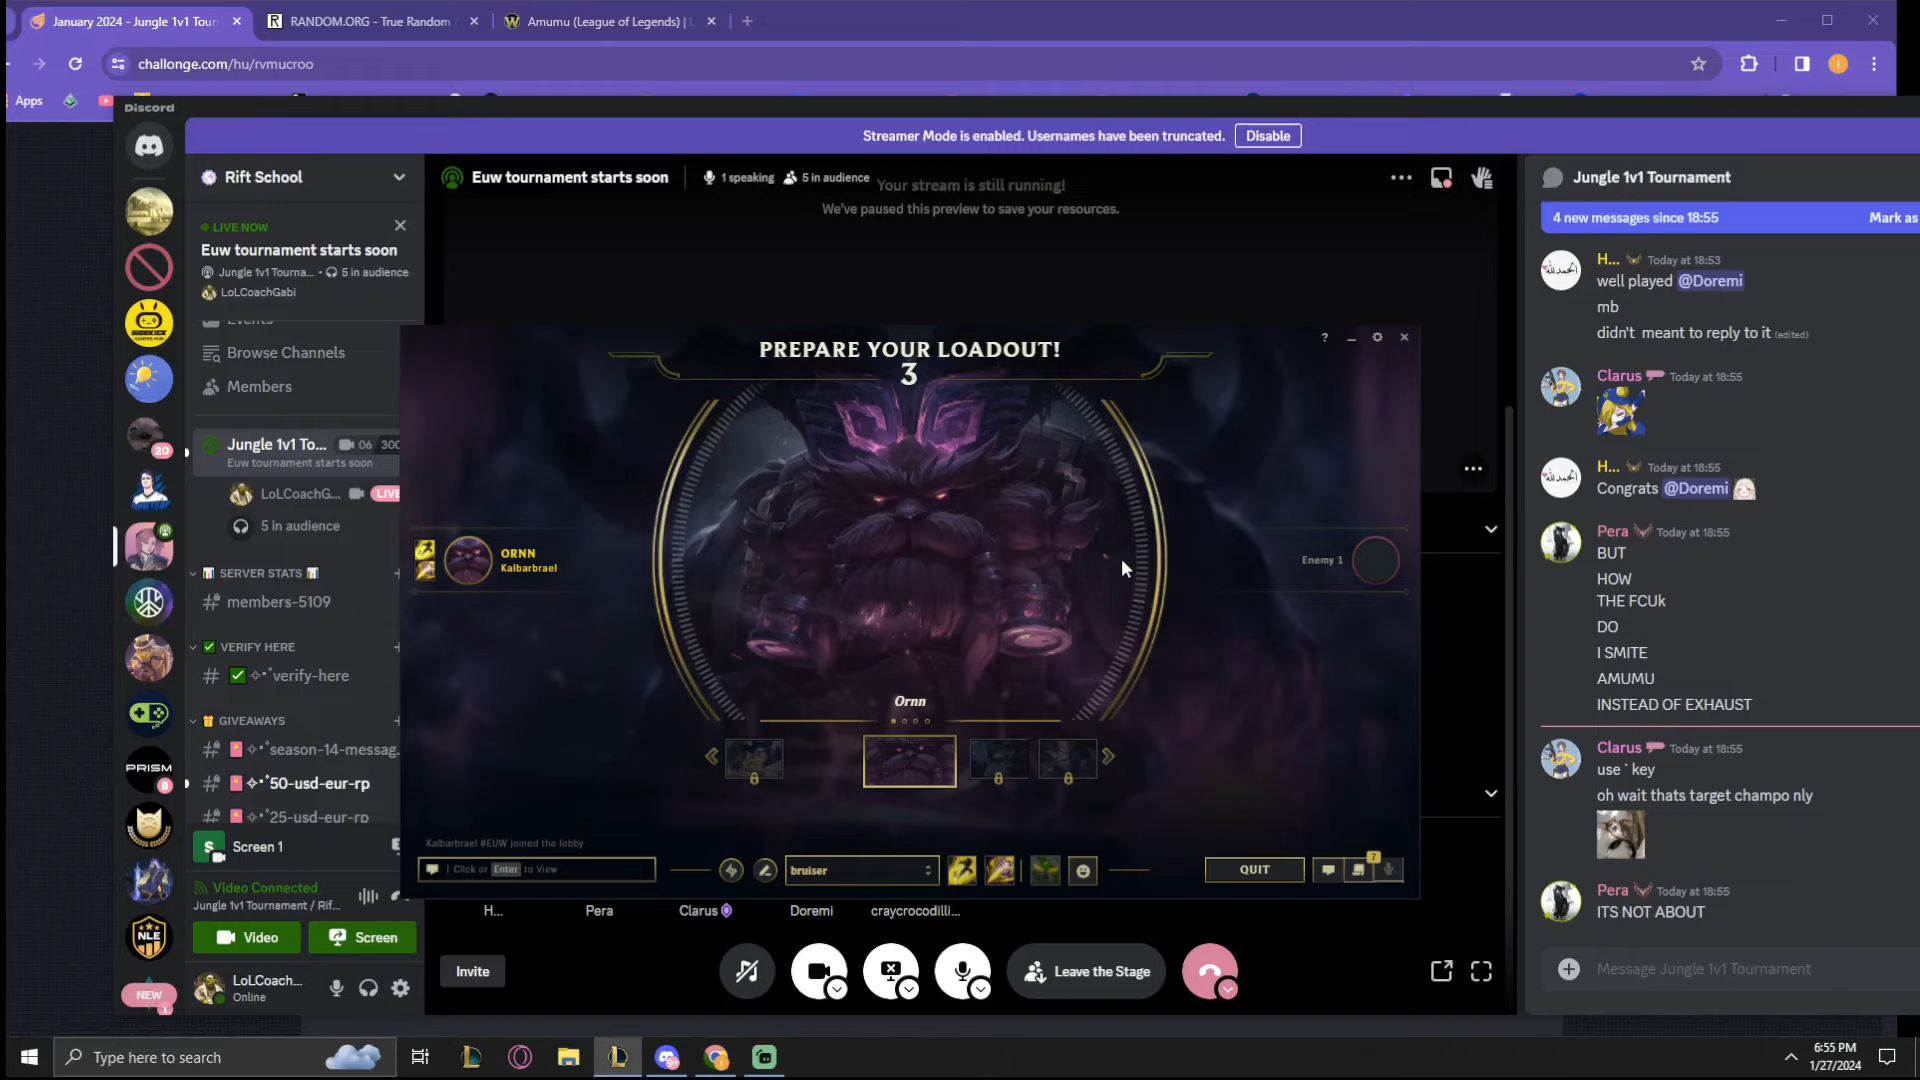 January 2024 - Jungle 1v1 Tour
RANDOM.ORG - True Random
Amumu (League of Legends) |
challonge.com/hu/rvmucroo
Apps
Discord
Streamer Mode is enabled. Usernames have been truncated.
Disable
Rift School
LIVE NOW
Euw tournament starts soon
Jungle 1v1 Tourna... • 5 in audience
LoLCoachGabi
Events
Browse Channels
Members
Jungle 1v1 To...
06
300
Euw tournament starts soon
LoLCoachG...
LIVE
5 in audience
SERVER STATS
members-5109
VERIFY HERE
verify-here
GIVEAWAYS
season-14-messag.
50-usd-eur-rp
25-usd-eur-rp
Screen 1
Video Connected
Jungle 1v1 Tournament / Rif...
Video
Screen
LoLCoach...
Online
20
SIDEKICK
PRISM
8
NLE
NEW
Euw tournament starts soon
1 speaking
5 in audience
Your stream is still running!
We've paused this preview to save your resources.
PREPARE YOUR LOADOUT!
3
ORNN
Kalbarbrael
Enemy 1
Ornn
Kalbarbrael #EUW joined the lobby
Click or Enter to View
bruiser
QUIT
7
H...
Pera
Clarus
Doremi
craycrocodilli...
Invite
Leave the Stage
Jungle 1v1 Tournament
4 new messages since 18:55
Mark as
H... Today at 18:53
well played @Doremi
mb
didn't meant to reply to it (edited)
Clarus Today at 18:55
H... Today at 18:55
Congrats @Doremi
Pera Today at 18:55
BUT
HOW
THE FCUk
DO
I SMITE
AMUMU
INSTEAD OF EXHAUST
Clarus Today at 18:55
use ` key
oh wait thats target champo nly
Pera Today at 18:55
ITS NOT ABOUT
Message Jungle 1v1 Tournament
Type here to search
6:55 PM
1/27/2024